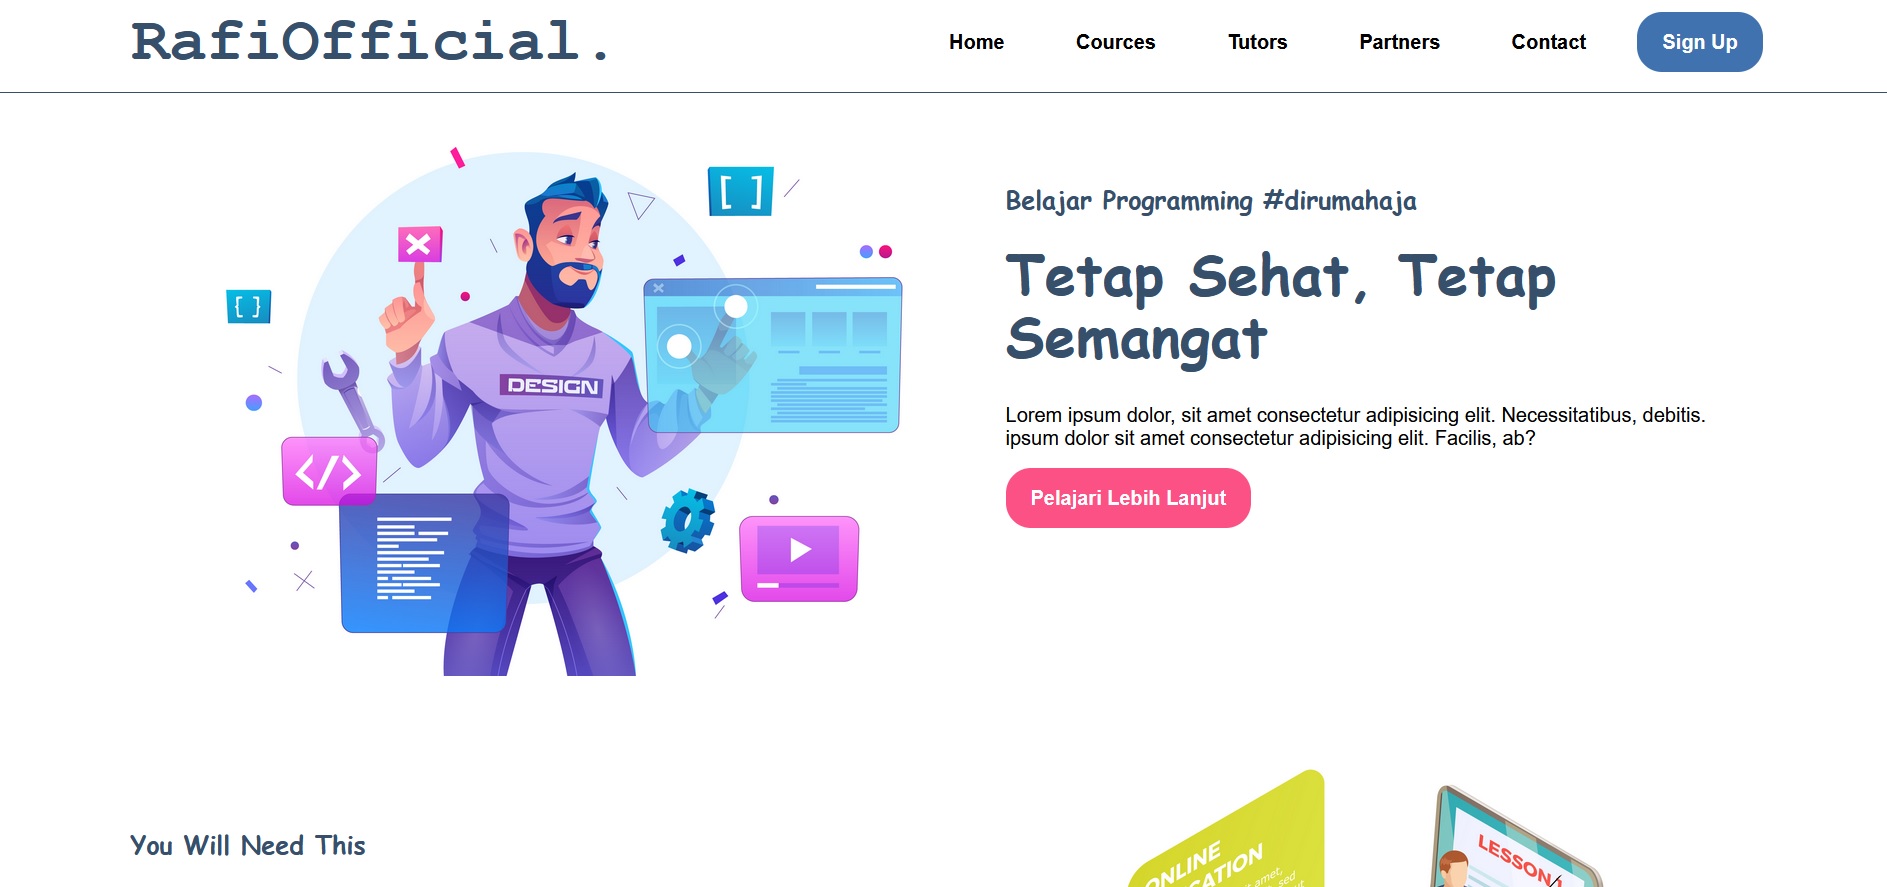 RafiOfficial.
Home Cources Tutors Partners Contact Sign Up
Belajar Programming #dirumahaja
Tetap Sehat, Tetap
Semangat
Lorem ipsum dolor, sit amet consectetur adipisicing elit. Necessitatibus, debitis.
ipsum dolor sit amet consectetur adipisicing elit. Facilis, ab?
Pelajari Lebih Lanjut
[ ]
{ }
DESIGN
</>
You Will Need This
ONLINE
amet,
sed
LESSON